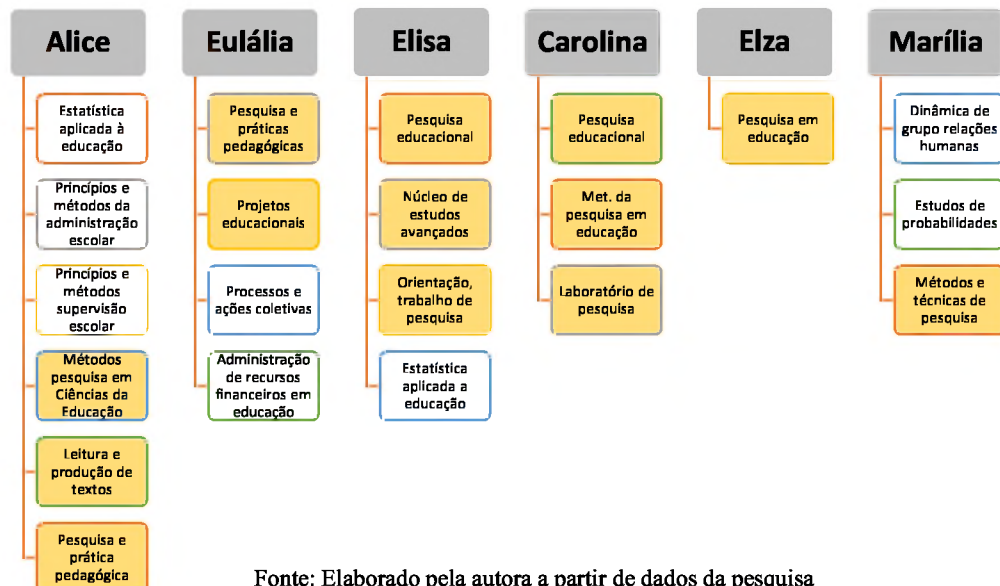 Alice
Estatística
aplicada à
educação
Princípios e
métodos da
administração
escolar
Princípios e
métodos
supervisão
escolar
Métodos
pesquisa em
Ciências da
Educação
Leitura e
produção de
textos
Pesquisa e
prática
pedagógica
Eulália
Pesquisa e
práticas
pedagógicas
Projetos
educacionais
Processos e
ações coletivas
Administração
de recursos
financeiros em
educação
Elisa
Pesquisa
educacional
Núcleo de
estudos
avançados
Orientação,
trabalho de
pesquisa
Estatística
aplicada a
educação
Carolina
Pesquisa
educacional
Met. da
pesquisa em
educação
Laboratório de
pesquisa
Elza
Pesquisa em
educação
Marília
Dinâmica de
grupo relações
humanas
Estudos de
probabilidades
Métodos e
técnicas de
pesquisa
Fonte: Elaborado pela autora a partir de dados da pesquisa